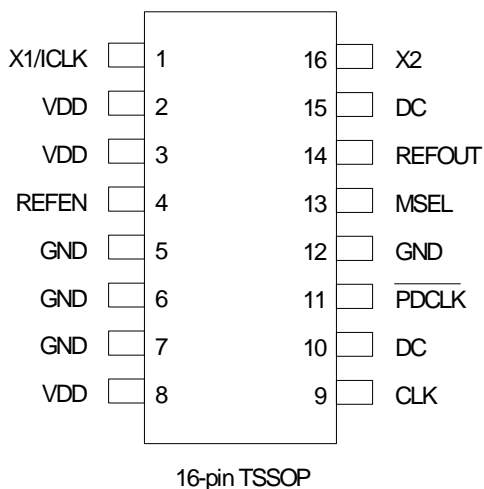 X1/ICLK 1 16 X2
VDD 2 15 DC
VDD 3 14 REFOUT
REFEN 4 13 MSEL
GND 5 12 GND
GND 6 11 PDCLK
GND 7 10 DC
VDD 8 9 CLK
16-pin TSSOP